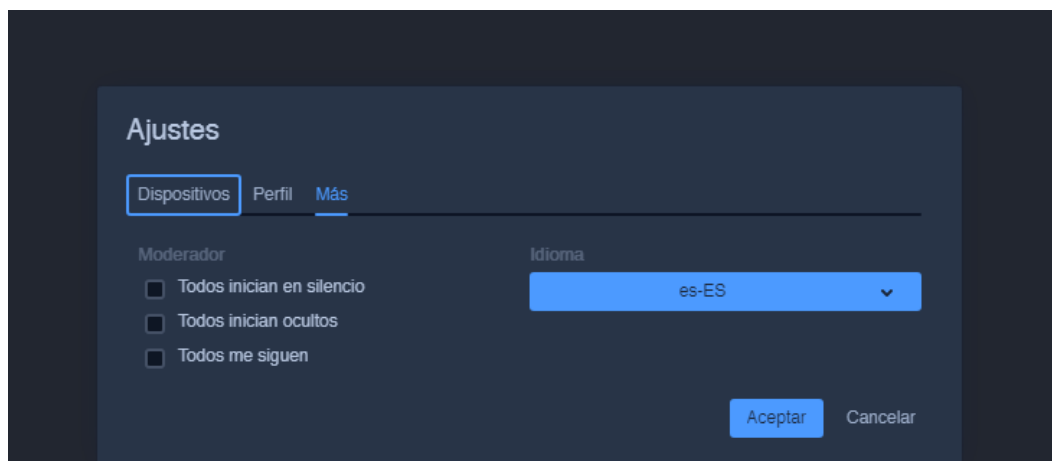 Ajustes
Dispositivos Perfil Más
Moderador
Todos inician en silencio
Todos inician ocultos
Todos me siguen
Idioma
es-ES
Aceptar Cancelar